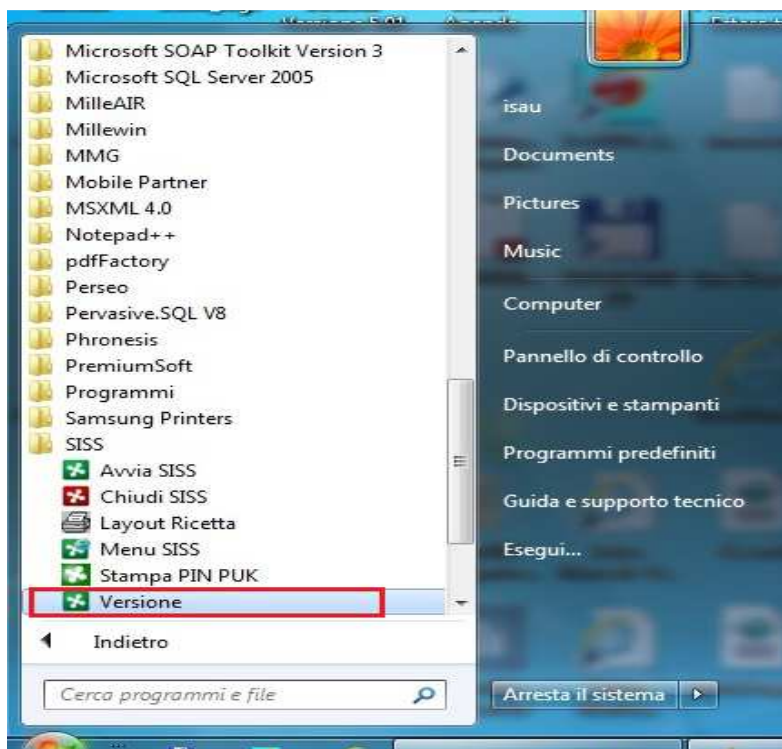 Microsoft SOAP Toolkit Version 3
Microsoft SQL Server 2005
MilleAIR
Millewin
MMG
Mobile Partner
MSXML 4.0
Notepad++
pdfFactory
Perseo
Pervasive.SQL V8
Phronesis
PremiumSoft
Programmi
Samsung Printers
SISS
Avvia SISS
Chiudi SISS
Layout Ricetta
Menu SISS
Stampa PIN PUK
Versione
Indietro
Cerca programmi e file
isau
Documents
Pictures
Music
Computer
Pannello di controllo
Dispositivi e stampanti
Programmi predefiniti
Guida e supporto tecnico
Esegui...
Arresta il sistema